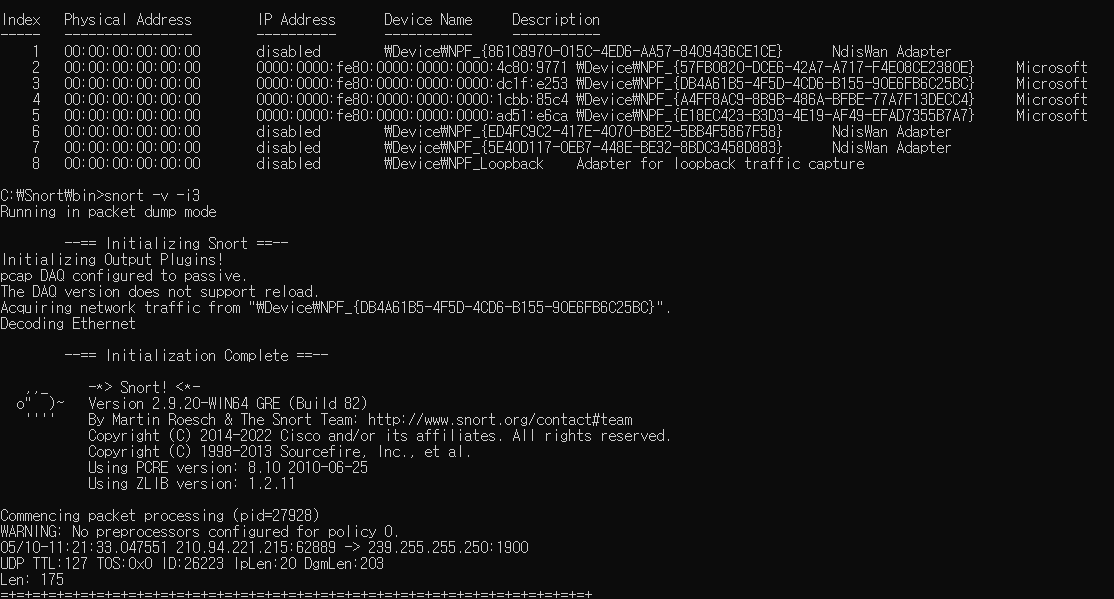 Index   Physical Address        IP Address      Device Name     Description
-----   ----------------        ----------      -----------     -----------
    1   00:00:00:00:00:00       disabled        ₩Device₩NPF_{861C8970-015C-4ED6-AA57-8409436CE1CE}      NdisWan Adapter
    2   00:00:00:00:00:00       0000:0000:fe80:0000:0000:0000:4c80:9771 ₩Device₩NPF_{57FB0820-DCE6-42A7-A717-F4E08CE2380E}      Microsoft
    3   00:00:00:00:00:00       0000:0000:fe80:0000:0000:0000:dc1f:e253 ₩Device₩NPF_{DB4A61B5-4F5D-4CD6-B155-90E6FB6C25BC}      Microsoft
    4   00:00:00:00:00:00       0000:0000:fe80:0000:0000:0000:1cbb:85c4 ₩Device₩NPF_{A4FF8AC9-8B9B-486A-BFBE-77A7F13DECC4}      Microsoft
    5   00:00:00:00:00:00       0000:0000:fe80:0000:0000:0000:ad51:e6ca ₩Device₩NPF_{E18EC423-B3D3-4E19-AF49-EFAD7355B7A7}      Microsoft
    6   00:00:00:00:00:00       disabled        ₩Device₩NPF_{ED4FC9C2-417E-4070-B8E2-5BB4F5867F58}      NdisWan Adapter
    7   00:00:00:00:00:00       disabled        ₩Device₩NPF_{5E40D117-0EB7-448E-BE32-8BDC3458D883}      NdisWan Adapter
    8   00:00:00:00:00:00       disabled        ₩Device₩NPF_Loopback    Adapter for loopback traffic capture
C:₩Snort₩bin>snort -v -i3
Running in packet dump mode
        --== Initializing Snort ==--
Initializing Output Plugins!
pcap DAQ configured to passive.
The DAQ version does not support reload.
Acquiring network traffic from "₩Device₩NPF_{DB4A61B5-4F5D-4CD6-B155-90E6FB6C25BC}".
Decoding Ethernet
        --== Initialization Complete ==--
   ,,_     -*> Snort! <*-
  o"  )~   Version 2.9.20-WIN64 GRE (Build 82)
   ''''    By Martin Roesch & The Snort Team: http://www.snort.org/contact#team
           Copyright (C) 2014-2022 Cisco and/or its affiliates. All rights reserved.
           Copyright (C) 1998-2013 Sourcefire, Inc., et al.
           Using PCRE version: 8.10 2010-06-25
           Using ZLIB version: 1.2.11
Commencing packet processing (pid=27928)
WARNING: No preprocessors configured for policy 0.
05/10-11:21:33.047551 210.94.221.215:62889 -> 239.255.255.250:1900
UDP TTL:127 TOS:0x0 ID:26223 IpLen:20 DgmLen:203
Len: 175
=+=+=+=+=+=+=+=+=+=+=+=+=+=+=+=+=+=+=+=+=+=+=+=+=+=+=+=+=+=+=+=+=+=+=+=+=+